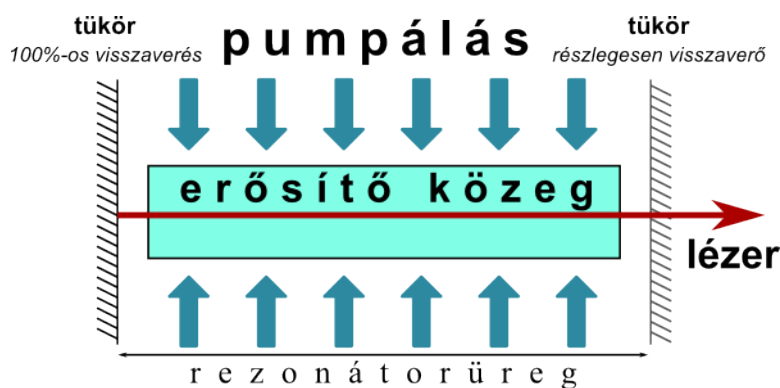 tükör
100%-os visszaverés
pumpálás
tükör
részlegesen visszaverő
erősítő közeg
lézer
rezonátorüreg